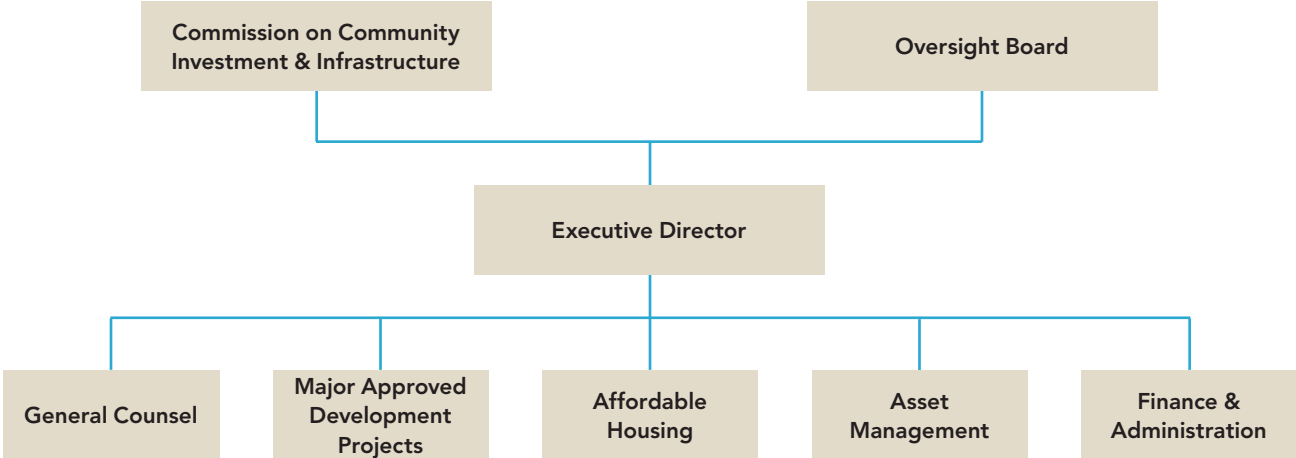 Commission on Community
Investment & Infrastructure
Oversight Board
Executive Director
General Counsel
Major Approved
Development
Projects
Affordable
Housing
Asset
Management
Finance &
Administration